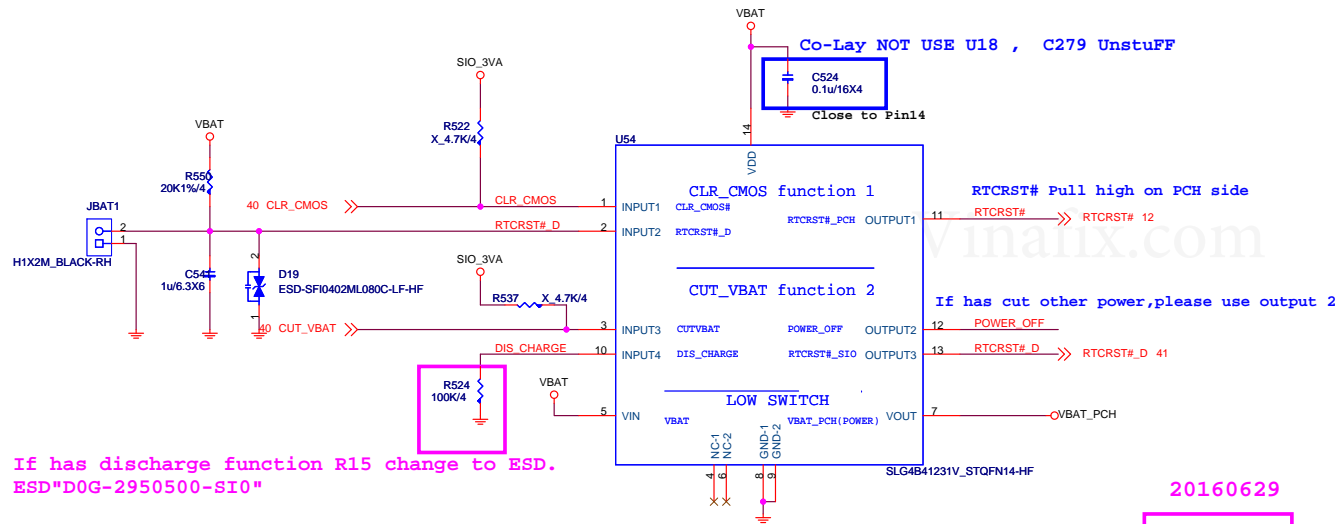 VBAT
Co-Lay NOT USE U18 , C279 UnstuFF
SIO_3VA
C524
0.1u/16X4
Close to Pin14
VBAT
R522
X_4.7K/4
U54
14
VDD
R550
20K1%/4
CLR_CMOS function 1
RTCRST# Pull high on PCH side
JBAT1
40 CLR_CMOS
CLR_CMOS
1
INPUT1
CLR_CMOS#
RTCRST#_PCH
OUTPUT1
11
RTCRST#
RTCRST# 12
2
1
RTCRST#_D
2
INPUT2
RTCRST#_D
Vinafix.com
H1X2M_BLACK-RH
SIO_3VA
C541
1u/6.3X6
2
1
D19
ESD-SFI0402ML080C-LF-HF
R537
X_4.7K/4
CUT_VBAT function 2
If has cut other power,please use output 2
40 CUT_VBAT
3
INPUT3
CUTVBAT
POWER_OFF
OUTPUT2
12
POWER_OFF
DIS_CHARGE
10
INPUT4
DIS_CHARGE
RTCRST#_SIO
OUTPUT3
13
RTCRST#_D
RTCRST#_D 41
R524
100K/4
VBAT
LOW SWITCH
5
VIN
VBAT
VBAT_PCH(POWER)
VOUT
7
VBAT_PCH
NC-1
NC-2
GND-1
GND-2
4
6
8
9
SLG4B41231V_STQFN14-HF
If has discharge function R15 change to ESD.
ESD"D0G-2950500-SI0"
20160629